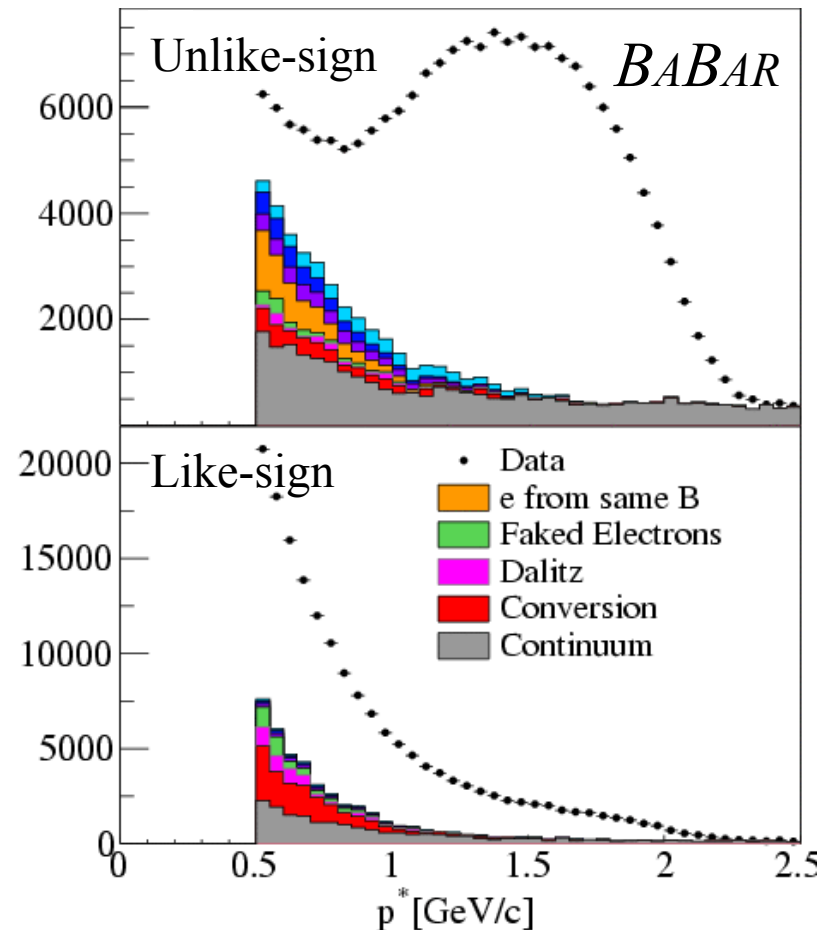 Unlike-sign
BABAR
6000
4000
2000
Like-sign
20000
15000
10000
5000
0
Data
e from same B
Faked Electrons
Dalitz
Conversion
Continuum
0 0.5 1 1.5 2 2.5
p*[GeV/c]